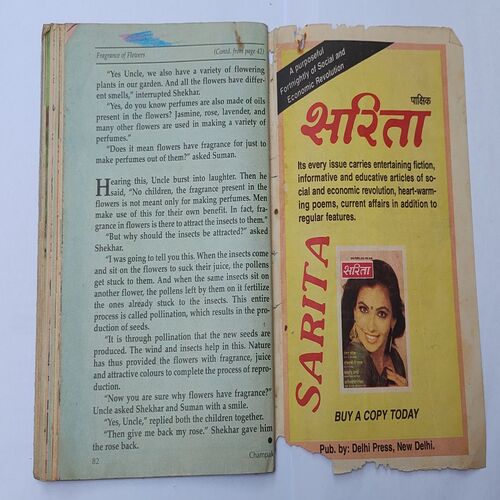 Fragrance of Flowers (Contd. from page 42)
"Yes Uncle, we also have a variety of flowering
plants in our garden. And all the flowers have differ-
ent smells," interrupted Shekhar.
"Yes, do you know perfumes are also made of oils
present in the flowers? Jasmine, rose, lavender, and
many other flowers are used in making a variety of
perfumes."
"Does it mean flowers have fragrance for just to
make perfumes out of them?" asked Suman.
Hearing this, Uncle burst into laughter. Then he
said, "No children, the fragrance present in the
flowers is not meant only for making perfumes. Men
make use of this for their own benefit. In fact, fra-
grance in flowers is there to attract the insects to them."
"But why should the insects be attracted?" asked
Shekhar.
"I was going to tell you this. When the insects come
and sit on the flowers to suck their juice, the pollens
get stuck to them. And when the same insects sit on
another flower, the pollens left by them on it fertilize
the ones already stuck to the insects. This entire
process is called pollination, which results in the pro-
duction of seeds.
"It is through pollination that the new seeds are
produced. The wind and insects help in this. Nature
has thus provided the flowers with fragrance, juice
and attractive colours to complete the process of repro-
duction.
"Now you are sure why flowers have fragrance?"
Uncle asked Shekhar and Suman with a smile.
"Yes, Uncle," replied both the children together.
"Then give me back my rose." Shekhar gave him
the rose back.
82 Champak
A purposeful
Fortnightly of Social and
Economic Revolution
पाक्षिक
सरिता
Its every issue carries entertaining fiction,
informative and educative articles of so-
cial and economic revolution, heart-warm-
ing poems, current affairs in addition to
regular features.
SARITA
सरिता
BUY A COPY TODAY
Pub. by: Delhi Press, New Delhi.